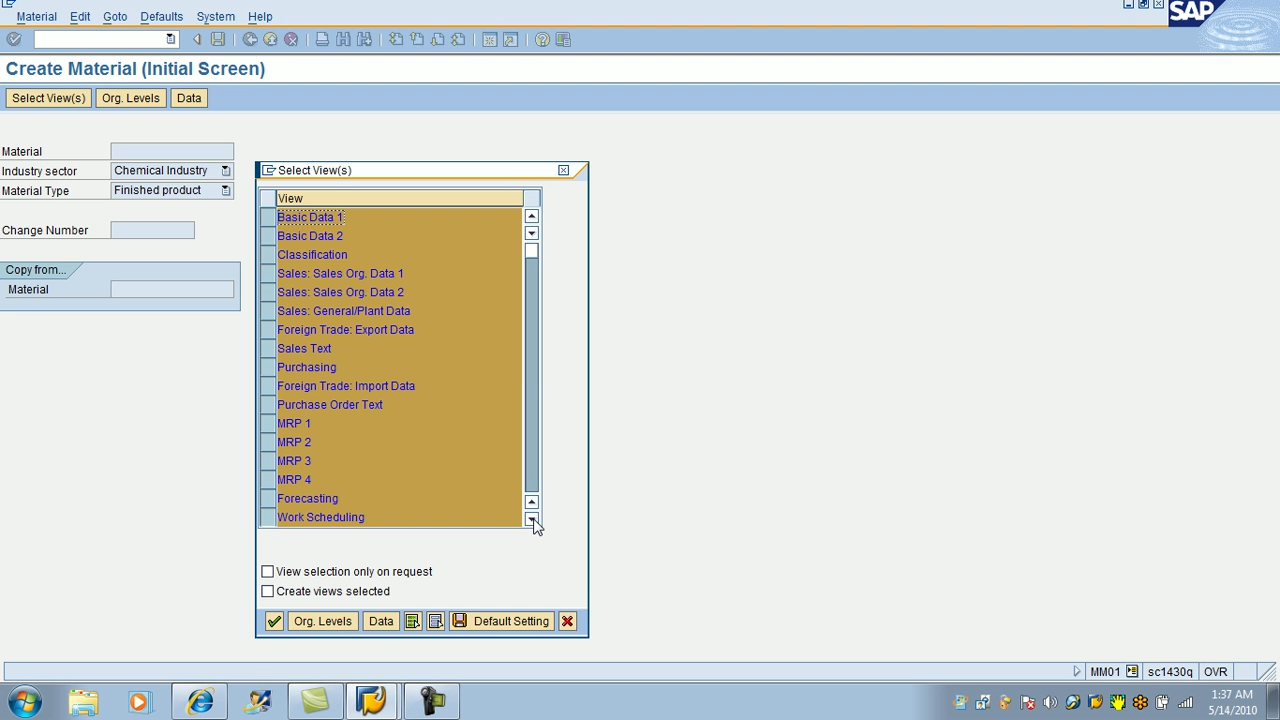 Material Edit Goto Defaults System Help
SAP
Create Material (Initial Screen)
Select View(s) Org. Levels Data
Material
Industry sector Chemical Industry
Material Type Finished product
Change Number
Copy from...
Material
Select View(s)
View
Basic Data 1
Basic Data 2
Classification
Sales: Sales Org. Data 1
Sales: Sales Org. Data 2
Sales: General/Plant Data
Foreign Trade: Export Data
Sales Text
Purchasing
Foreign Trade: Import Data
Purchase Order Text
MRP 1
MRP 2
MRP 3
MRP 4
Forecasting
Work Scheduling
View selection only on request
Create views selected
Org. Levels Data Default Setting
MM01 sc1430q OVR
1:37 AM
5/14/2010